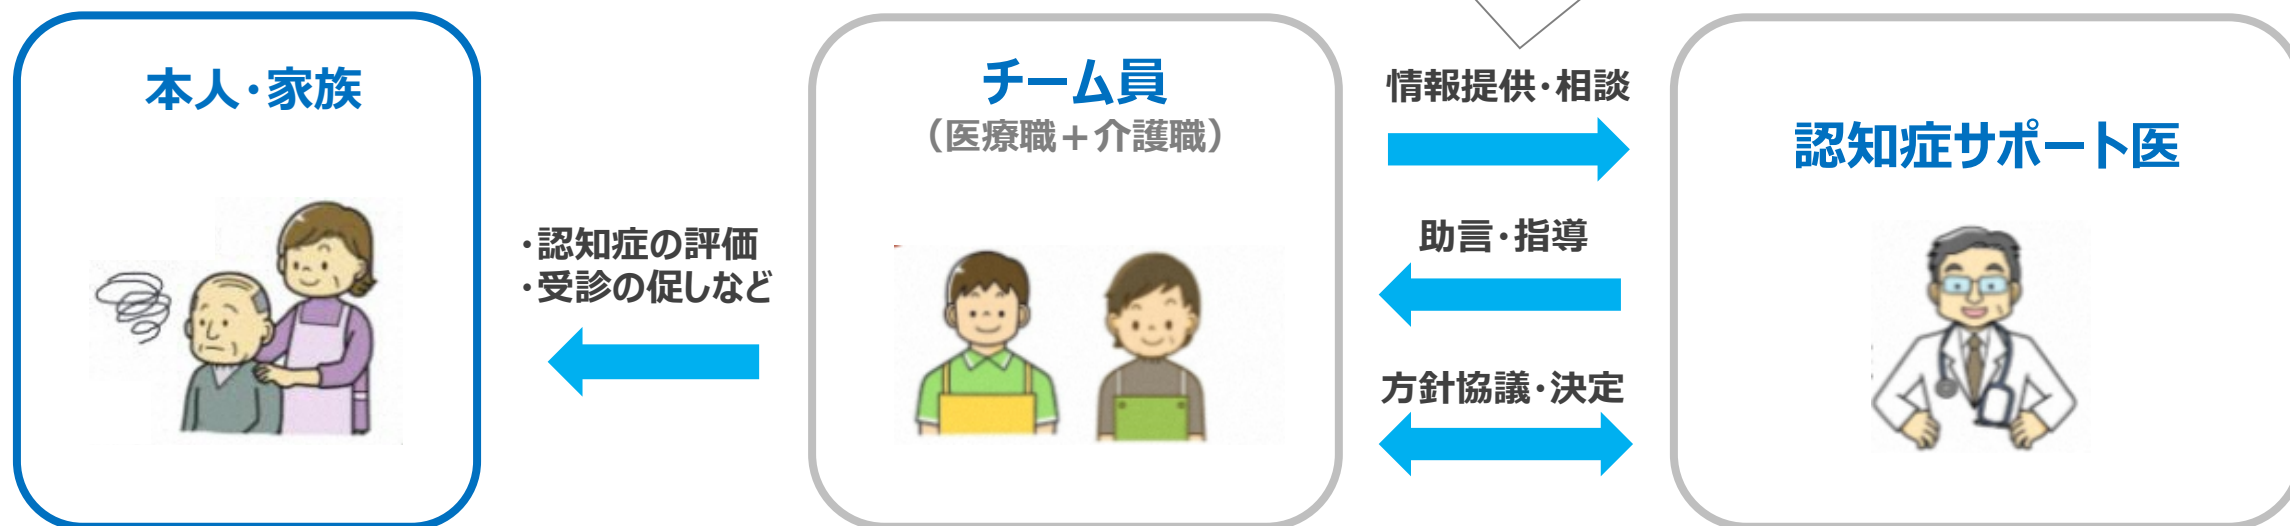 本人・家族
・認知症の評価
・受診の促しなど
チーム員
（医療職＋介護職）
情報提供・相談
助言・指導
方針協議・決定
認知症サポート医